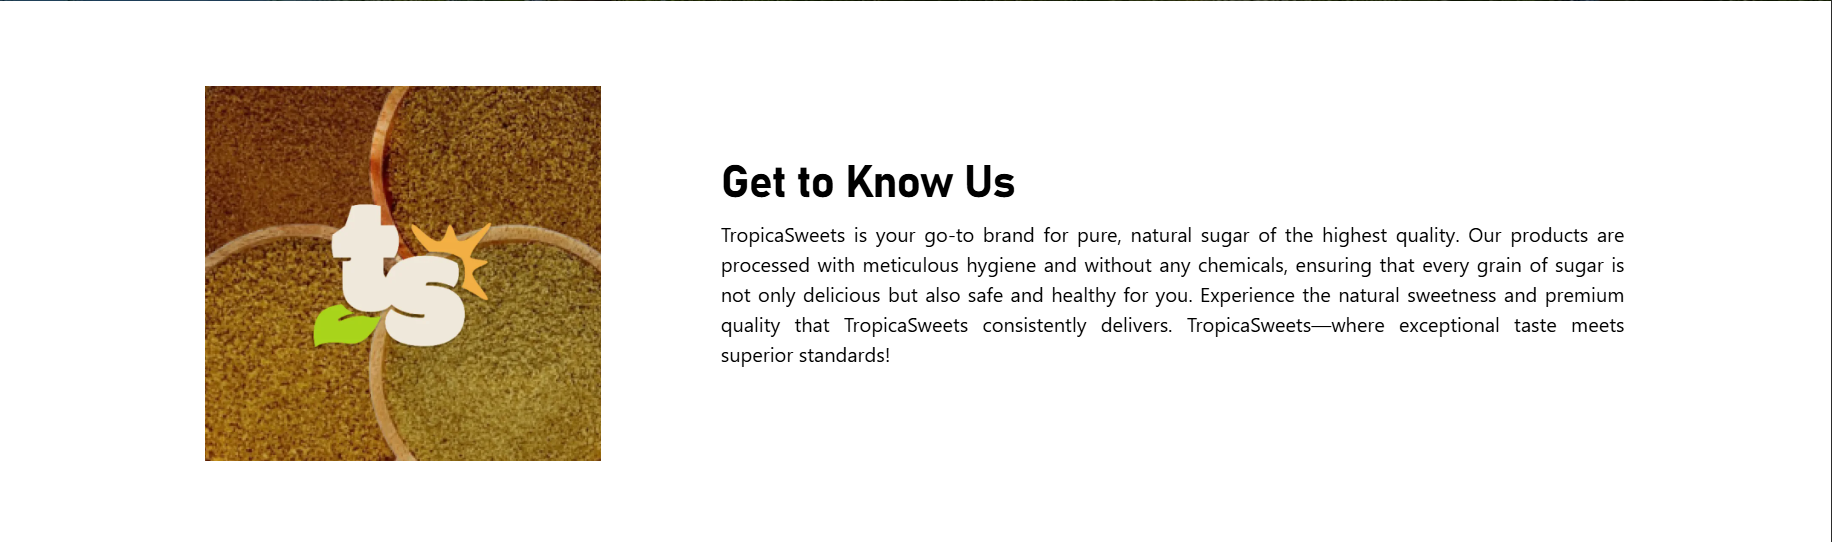 ts
Get to Know Us
TropicaSweets is your go-to brand for pure, natural sugar of the highest quality. Our products are
processed with meticulous hygiene and without any chemicals, ensuring that every grain of sugar is
not only delicious but also safe and healthy for you. Experience the natural sweetness and premium
quality that TropicaSweets consistently delivers. TropicaSweets—where exceptional taste meets
superior standards!